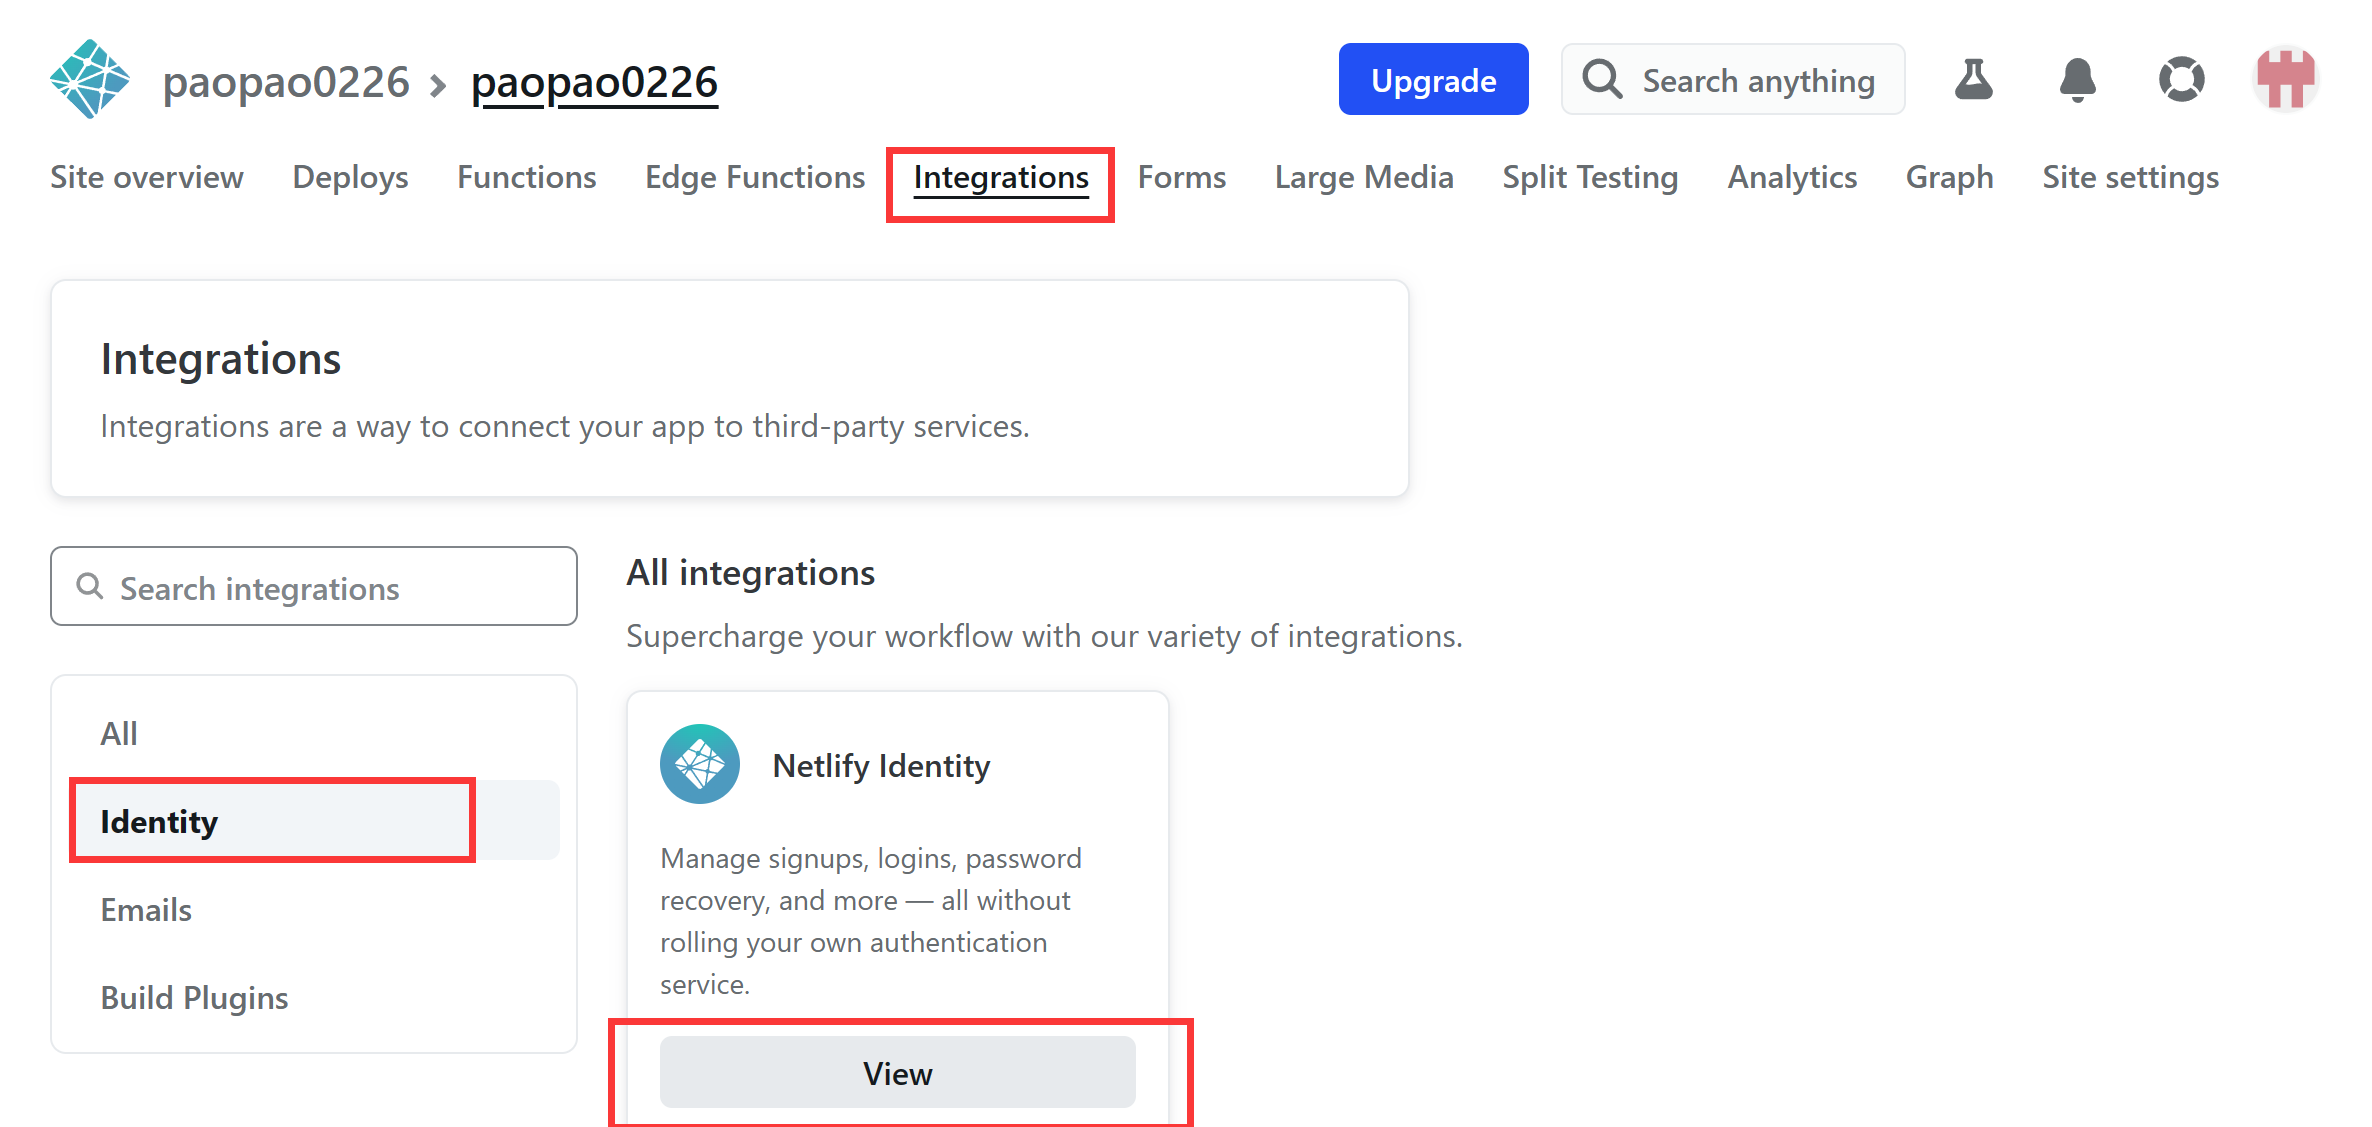 paopao0226 > paopao0226
Upgrade
Search anything
Site overview Deploys Functions Edge Functions Integrations Forms Large Media Split Testing Analytics Graph Site settings
Integrations
Integrations are a way to connect your app to third-party services.
Search integrations
All
Identity
Emails
Build Plugins
All integrations
Supercharge your workflow with our variety of integrations.
Netlify Identity
Manage signups, logins, password
recovery, and more — all without
rolling your own authentication
service.
View